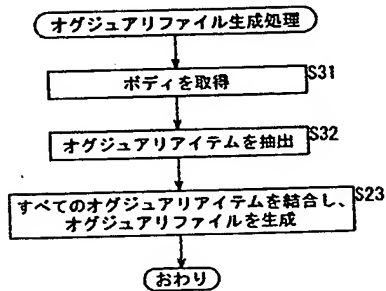 オグジュアリファイル生成処理
ボディを取得
S31
オグジュアリアイテムを抽出
S32
すべてのオグジュアリアイテムを結合し、
オグジュアリファイルを生成
S23
おわり